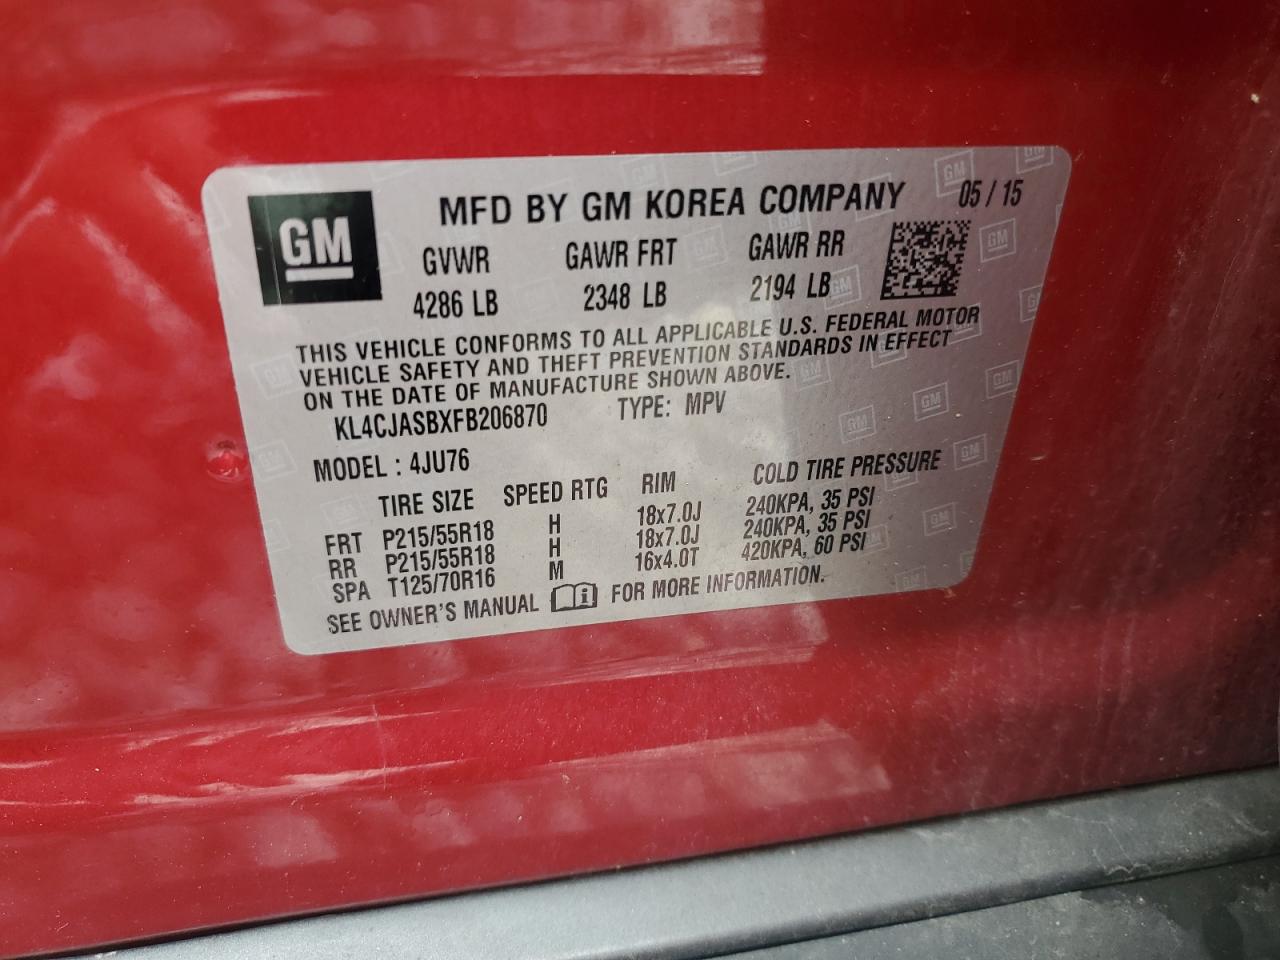 GM
MFD BY GM KOREA COMPANY 05 / 15
GVWR GAWR FRT GAWR RR
4286 LB 2348 LB 2194 LB
THIS VEHICLE CONFORMS TO ALL APPLICABLE U.S. FEDERAL MOTOR
VEHICLE SAFETY AND THEFT PREVENTION STANDARDS IN EFFECT
ON THE DATE OF MANUFACTURE SHOWN ABOVE.
KL4CJASBXFB206870 TYPE: MPV
MODEL : 4JU76
TIRE SIZE SPEED RTG RIM COLD TIRE PRESSURE
FRT P215/55R18 H 18x7.0J 240KPA, 35 PSI
RR P215/55R18 H 18x7.0J 240KPA, 35 PSI
SPA T125/70R16 M 16x4.0T 420KPA, 60 PSI
SEE OWNER'S MANUAL FOR MORE INFORMATION.